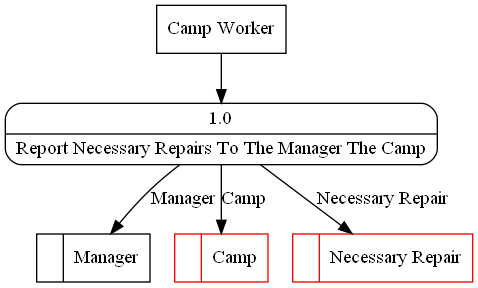 Camp Worker
1.0
Report Necessary Repairs To The Manager The Camp
Manager Camp Necessary Repair
Manager Camp Necessary Repair